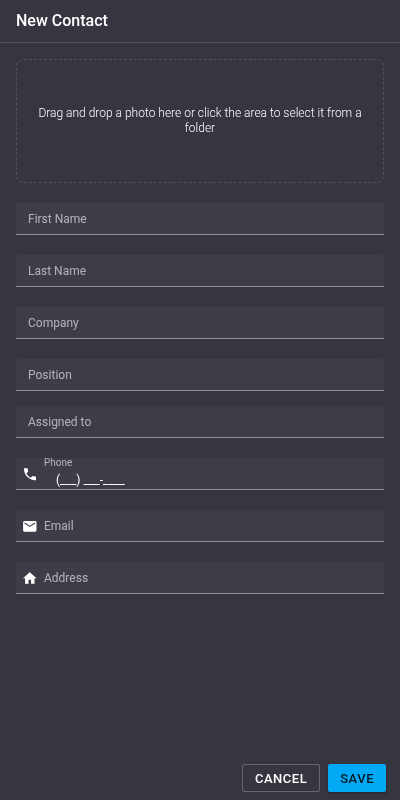 New Contact
Drag and drop a photo here or click the area to select it from a
folder
First Name
Last Name
Company
Position
Assigned to
Phone
(___) ___-____
Email
Address
CANCEL
SAVE